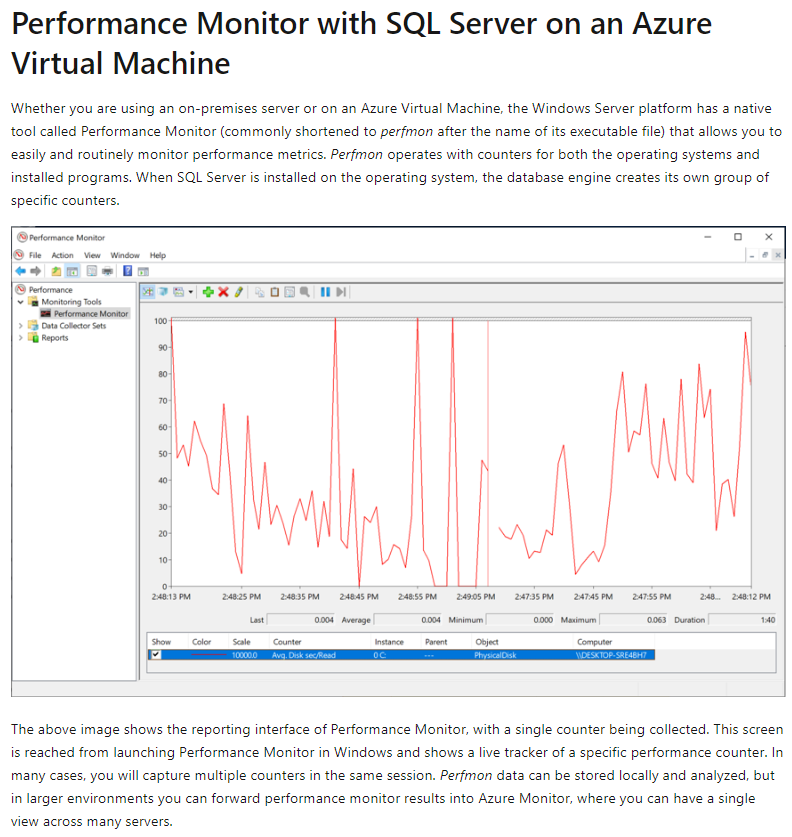 Performance Monitor with SQL Server on an Azure
Virtual Machine
Whether you are using an on-premises server or on an Azure Virtual Machine, the Windows Server platform has a native
tool called Performance Monitor (commonly shortened to perfmon after the name of its executable file) that allows you to
easily and routinely monitor performance metrics. Perfmon operates with counters for both the operating systems and
installed programs. When SQL Server is installed on the operating system, the database engine creates its own group of
specific counters.
Performance Monitor
File Action View Window Help
Performance
Monitoring Tools
Performance Monitor
Data Collector Sets
Reports
100
90
80
70
60
50
40
30
20
10
0
2:48:13 PM 2:48:25 PM 2:48:35 PM 2:48:45 PM 2:48:55 PM 2:49:05 PM 2:47:35 PM 2:47:45 PM 2:47:55 PM 2:48... 2:48:12 PM
Last 0.004 Average 0.004 Minimum 0.000 Maximum 0.063 Duration 1:40
Show Color Scale Counter Instance Parent Object Computer
10000.0 Avg. Disk sec/Read 0 C: --- PhysicalDisk \\DESKTOP-SRE4BH7
The above image shows the reporting interface of Performance Monitor, with a single counter being collected. This screen
is reached from launching Performance Monitor in Windows and shows a live tracker of a specific performance counter. In
many cases, you will capture multiple counters in the same session. Perfmon data can be stored locally and analyzed, but
in larger environments you can forward performance monitor results into Azure Monitor, where you can have a single
view across many servers.